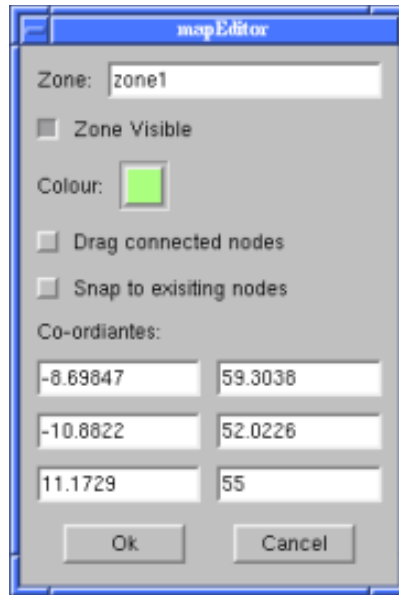 mapEditor
Zone: zone1
Zone Visible
Colour:
Drag connected nodes
Snap to exisiting nodes
Co-ordiantes:
-8.69847 59.3038
-10.8822 52.0226
11.1729 55
Ok Cancel